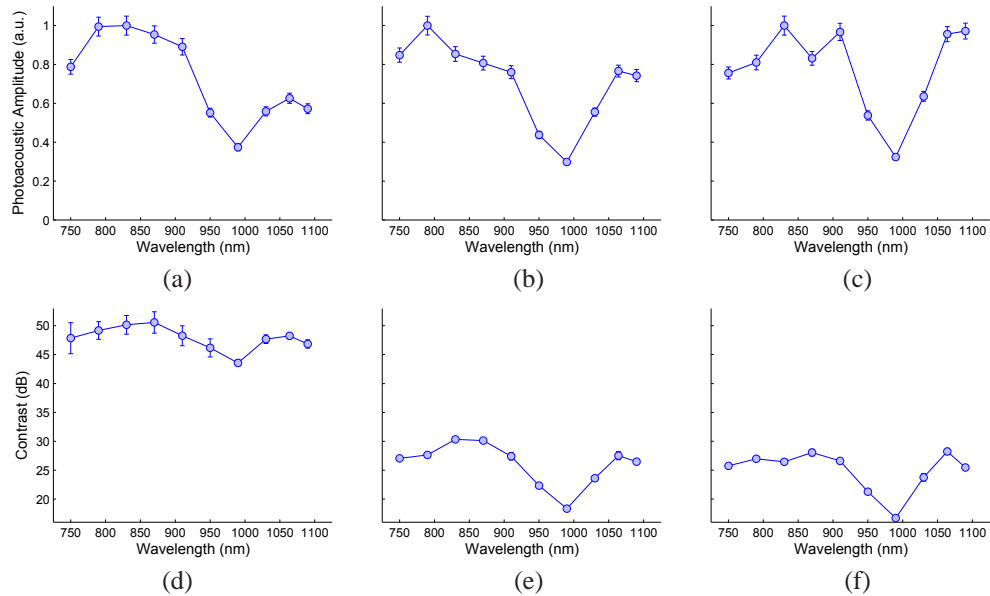 Photoacoustic Amplitude (a.u.)
1
0.8
0.6
0.4
0.2
0
750 800 850 900 950 1000 1050 1100
Wavelength (nm)
(a)
750 800 850 900 950 1000 1050 1100
Wavelength (nm)
(b)
750 800 850 900 950 1000 1050 1100
Wavelength (nm)
(c)
Contrast (dB)
50
45
40
35
30
25
20
750 800 850 900 950 1000 1050 1100
Wavelength (nm)
(d)
750 800 850 900 950 1000 1050 1100
Wavelength (nm)
(e)
750 800 850 900 950 1000 1050 1100
Wavelength (nm)
(f)